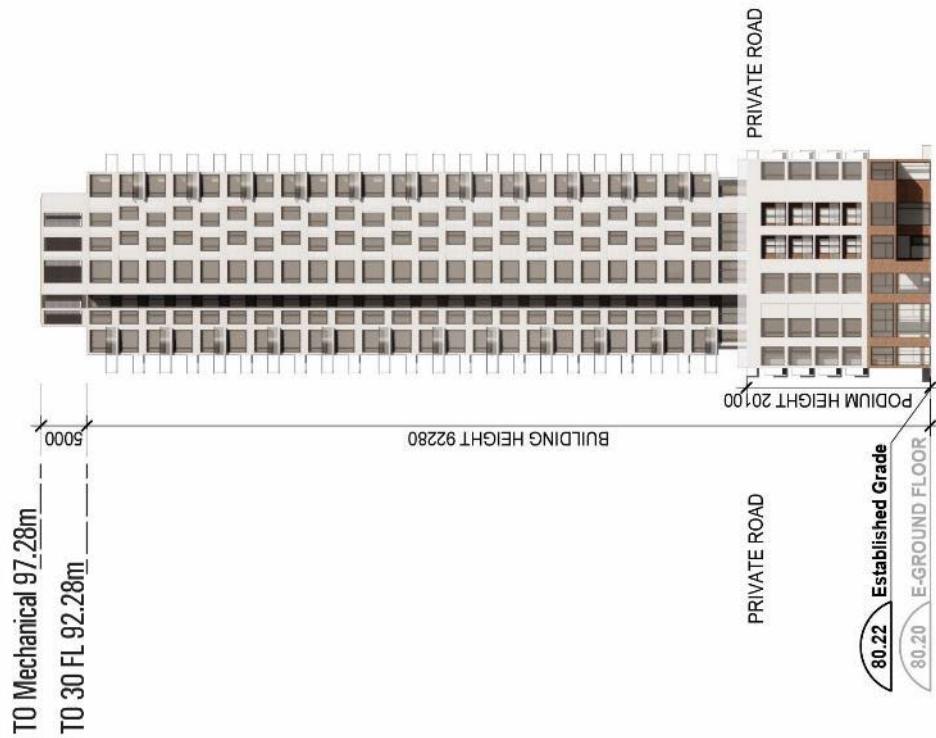 TO Mechanical 97.28m
TO 30 FL 92.28m
5000
BUILDING HEIGHT 92280
PODIUM HEIGHT 20100
PRIVATE ROAD
PRIVATE ROAD
80.22 Established Grade
80.20 E-GROUND FLOOR